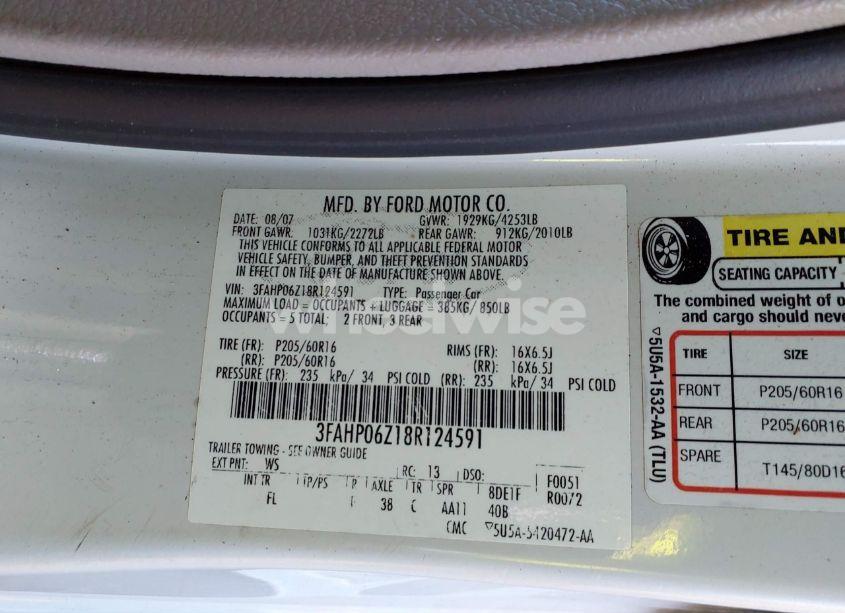 MFD. BY FORD MOTOR CO.
DATE: 08/07 GVWR: 1929KG/4253LB
FRONT GAWR: 1031KG/2272LB REAR GAWR: 912KG/2010LB
THIS VEHICLE CONFORMS TO ALL APPLICABLE FEDERAL MOTOR
VEHICLE SAFETY, BUMPER, AND THEFT PREVENTION STANDARDS
IN EFFECT ON THE DATE OF MANUFACTURE SHOWN ABOVE.
VIN: 3FAHP06Z18R124591 TYPE: Passenger Car
MAXIMUM LOAD = OCCUPANTS + LUGGAGE = 385KG/ 850LB
OCCUPANTS = 5 TOTAL: 2 FRONT, 3 REAR
TIRE (FR): P205/60R16 RIMS (FR): 16X6.5J
(RR): P205/60R16 (RR): 16X6.5J
PRESSURE (FR): 235 kPa/ 34 PSI COLD (RR): 235 kPa/ 34 PSI COLD
3FAHP06Z18R124591
TRAILER TOWING - SEE OWNER GUIDE
EXT PNT: WS RC: 13 DSO: F0051
INT TR TP/PS AXLE TR SPR 8DE1F R0072
FL 38 C AA11 40B
CMC ▽5U5A-5420472-AA
wheelwise
TIRE AND
SEATING CAPACITY
The combined weight of o
and cargo should neve
TIRE SIZE
FRONT P205/60R16
REAR P205/60R16
SPARE T145/80D16
▽5U5A-1532-AA (TLU)